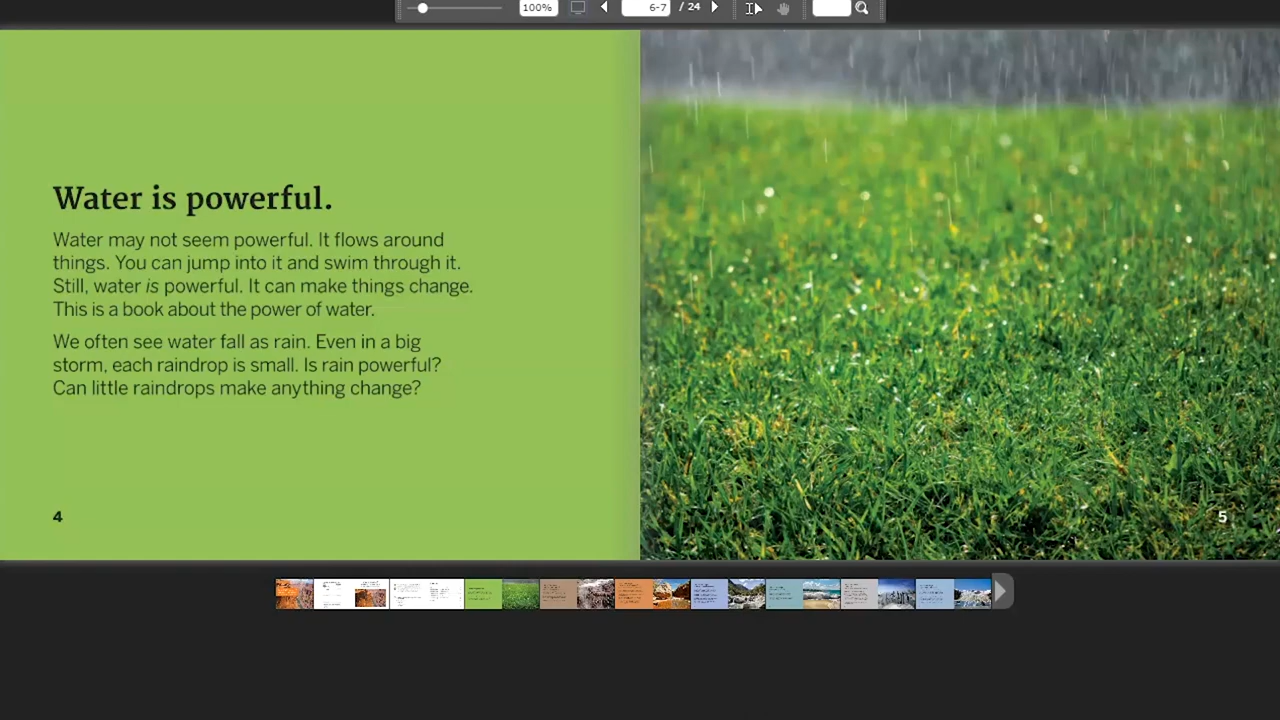 100%
6-7
/ 24
Water is powerful.
Water may not seem powerful. It flows around
things. You can jump into it and swim through it.
Still, water is powerful. It can make things change.
This is a book about the power of water.
We often see water fall as rain. Even in a big
storm, each raindrop is small. Is rain powerful?
Can little raindrops make anything change?
4
5